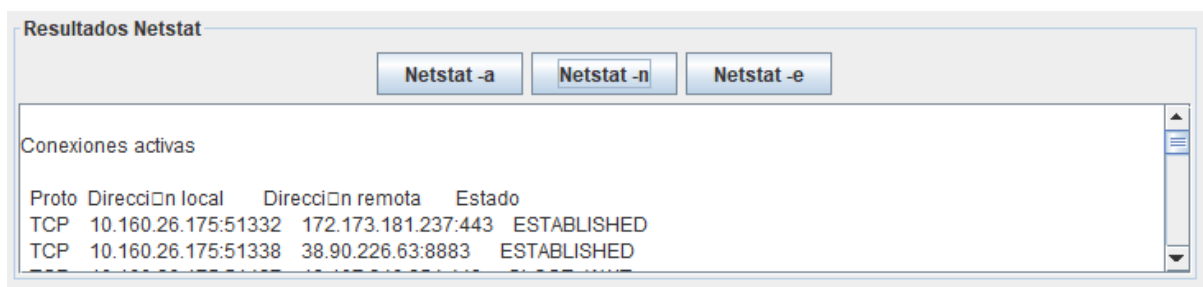 Resultados Netstat
Netstat -a Netstat -n Netstat -e
Conexiones activas
Proto Direcci□n local Direcci□n remota Estado
TCP 10.160.26.175:51332 172.173.181.237:443 ESTABLISHED
TCP 10.160.26.175:51338 38.90.226.63:8883 ESTABLISHED